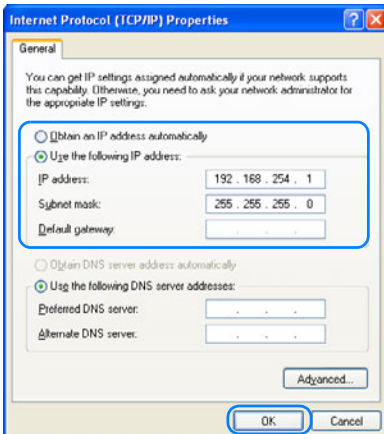 Internet Protocol (TCP/IP) Properties
General
You can get IP settings assigned automatically if your network supports
this capability. Otherwise, you need to ask your network administrator for
the appropriate IP settings.
Obtain an IP address automatically
Use the following IP address:
IP address: 192 . 168 . 254 . 1
Subnet mask: 255 . 255 . 255 . 0
Default gateway: . . .
Obtain DNS server address automatically
Use the following DNS server addresses:
Preferred DNS server: . . .
Alternate DNS server: . . .
Advanced...
OK Cancel